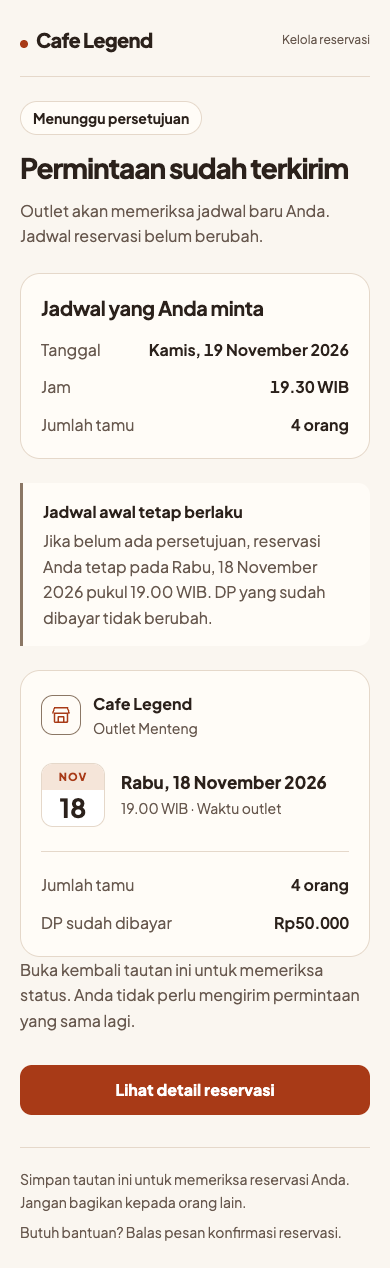 Cafe Legend
Kelola reservasi
Menunggu persetujuan
Permintaan sudah terkirim
Outlet akan memeriksa jadwal baru Anda.
Jadwal reservasi belum berubah.
Jadwal yang Anda minta
Tanggal Kamis, 19 November 2026
Jam 19.30 WIB
Jumlah tamu 4 orang
Jadwal awal tetap berlaku
Jika belum ada persetujuan, reservasi
Anda tetap pada Rabu, 18 November
2026 pukul 19.00 WIB. DP yang sudah
dibayar tidak berubah.
Cafe Legend
Outlet Menteng
NOV
18
Rabu, 18 November 2026
19.00 WIB · Waktu outlet
Jumlah tamu 4 orang
DP sudah dibayar Rp50.000
Buka kembali tautan ini untuk memeriksa
status. Anda tidak perlu mengirim permintaan
yang sama lagi.
Lihat detail reservasi
Simpan tautan ini untuk memeriksa reservasi Anda.
Jangan bagikan kepada orang lain.
Butuh bantuan? Balas pesan konfirmasi reservasi.